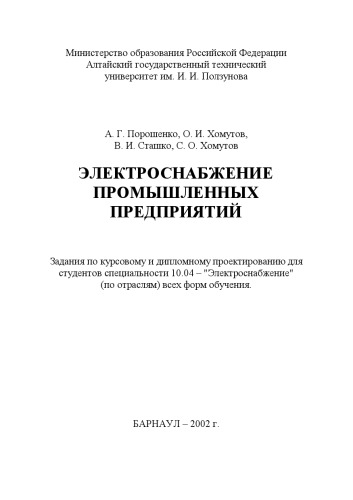 Министерство образования Российской Федерации
Алтайский государственный технический
университет им. И. И. Ползунова
А. Г. Порошенко, О. И. Хомутов,
В. И. Сташко, С. О. Хомутов
ЭЛЕКТРОСНАБЖЕНИЕ
ПРОМЫШЛЕННЫХ
ПРЕДПРИЯТИЙ
Задания по курсовому и дипломному проектированию для
студентов специальности 10.04 – "Электроснабжение"
(по отраслям) всех форм обучения.
БАРНАУЛ – 2002 г.